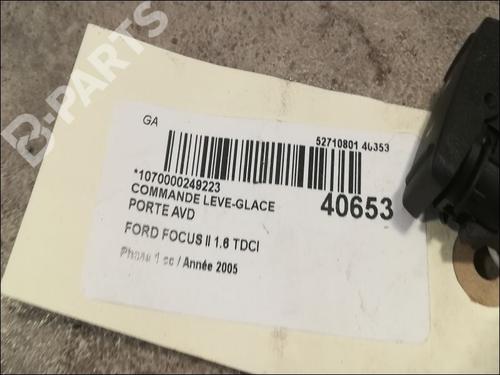 B-PARTS
GA
52710801 40353
*1070000249223
COMMANDE LEVE-GLACE
40653
PORTE AVD
FORD FOCUS II 1.6 TDCI
Phase 1 cc / Année 2005